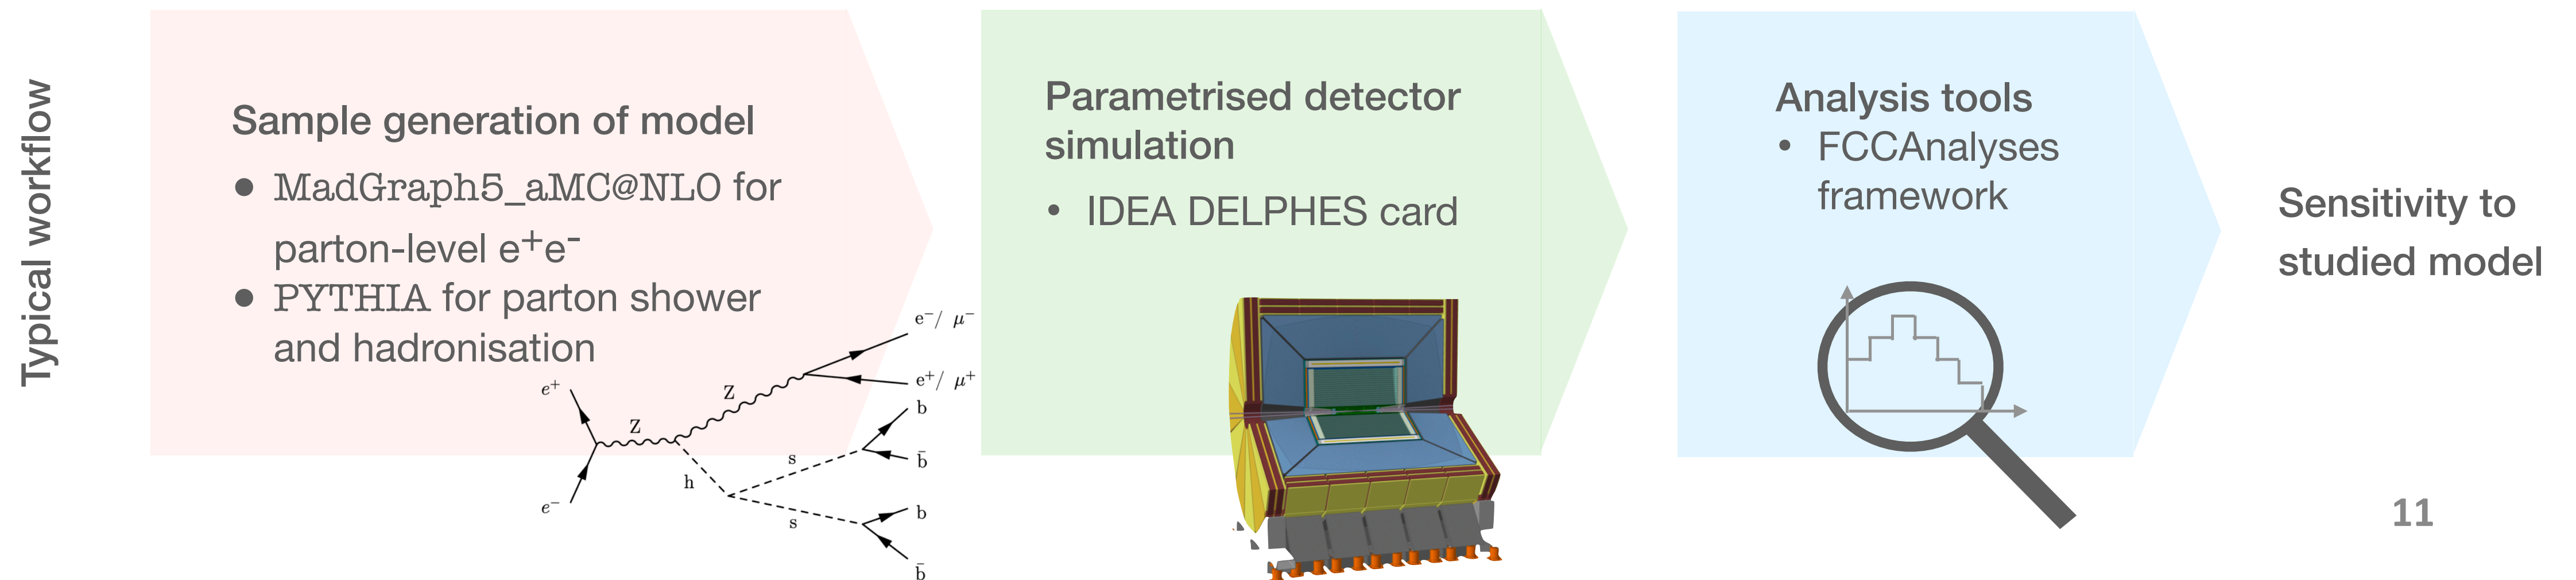 Typical workflow
Sample generation of model
● MadGraph5_aMC@NLO for
parton-level e⁺e⁻
● PYTHIA for parton shower
and hadronisation
e⁺
e⁻
Z
Z
h
s
s
e⁻/ μ⁻
e⁺/ μ⁺
b
b̄
b
b̄
Parametrised detector
simulation
• IDEA DELPHES card
Analysis tools
• FCCAnalyses
framework
Sensitivity to
studied model
11